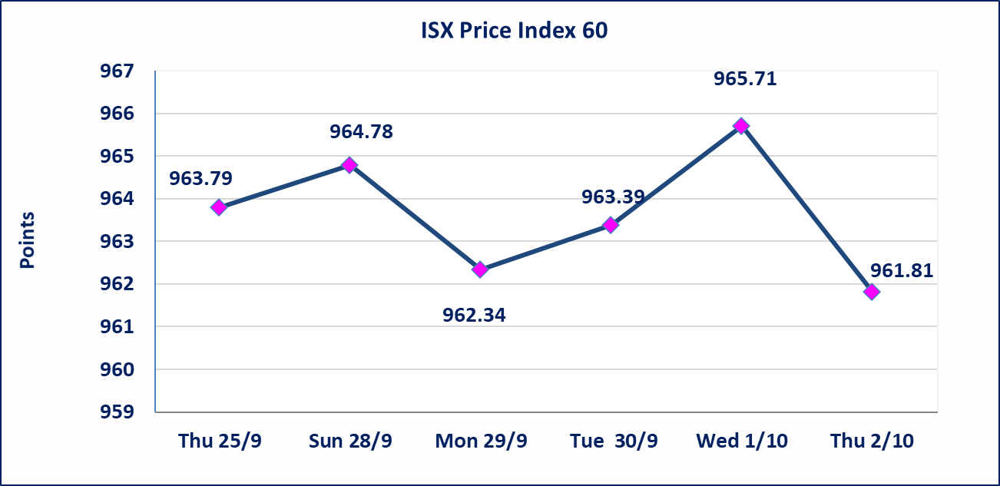 ISX Price Index 60
967
966
965
964
963
962
961
960
959
Points
963.79
964.78
962.34
963.39
965.71
961.81
Thu 25/9
Sun 28/9
Mon 29/9
Tue  30/9
Wed 1/10
Thu 2/10